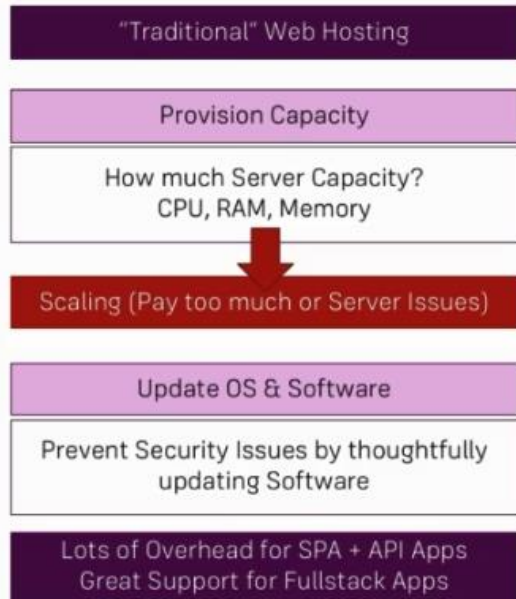 "Traditional" Web Hosting
Provision Capacity
How much Server Capacity?
CPU, RAM, Memory
Scaling (Pay too much or Server Issues)
Update OS & Software
Prevent Security Issues by thoughtfully
updating Software
Lots of Overhead for SPA + API Apps
Great Support for Fullstack Apps